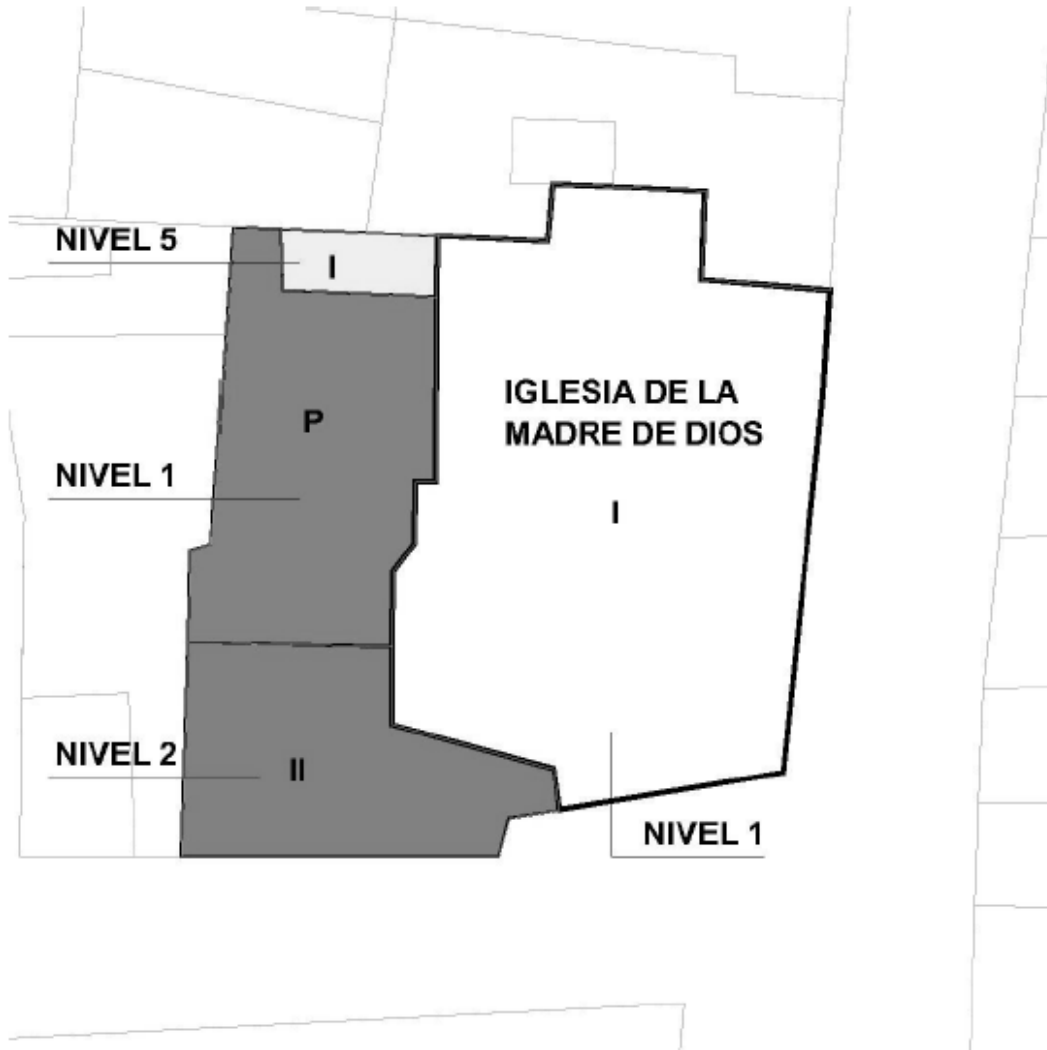 NIVEL 5
I
IGLESIA DE LA
MADRE DE DIOS
P
NIVEL 1
I
NIVEL 2
II
NIVEL 1